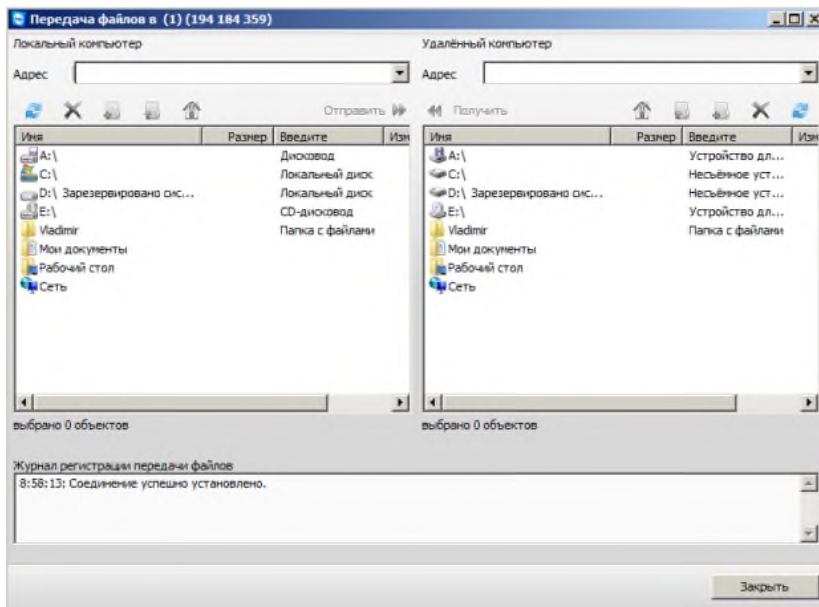 Передача файлов в (1) (194 184 359)
Локальный компьютер
Адрес
Отправить
Имя Размер Введите Изм
A:\ Дисковод
C:\ Локальный диск
D:\ Зарезервировано сис... Локальный диск
E:\ CD-дисковод
Vladimir Папка с файлами
Мои документы
Рабочий стол
Сеть
выбрано 0 объектов
Удалённый компьютер
Адрес
Получить
Имя Размер Введите Изм
A:\ Устройство дл...
C:\ Несъёмное уст...
D:\ Зарезервировано сис... Несъёмное уст...
E:\ Устройство дл...
Vladimir Папка с файлами
Мои документы
Рабочий стол
Сеть
выбрано 0 объектов
Журнал регистрации передачи файлов
8:58:13: Соединение успешно установлено.
Закрыть